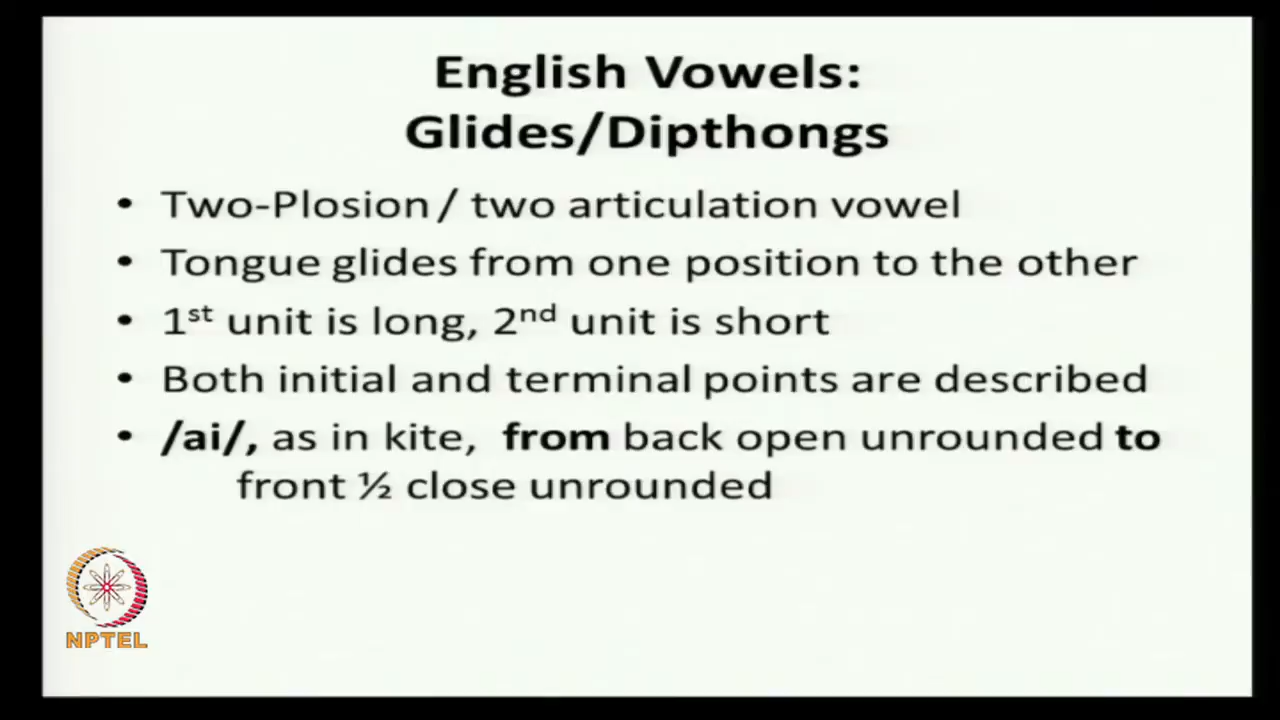 English Vowels:
Glides/Dipthongs
• Two-Plosion / two articulation vowel
• Tongue glides from one position to the other
• 1st unit is long, 2nd unit is short
• Both initial and terminal points are described
• /ai/, as in kite, from back open unrounded to
front ½ close unrounded
NPTEL